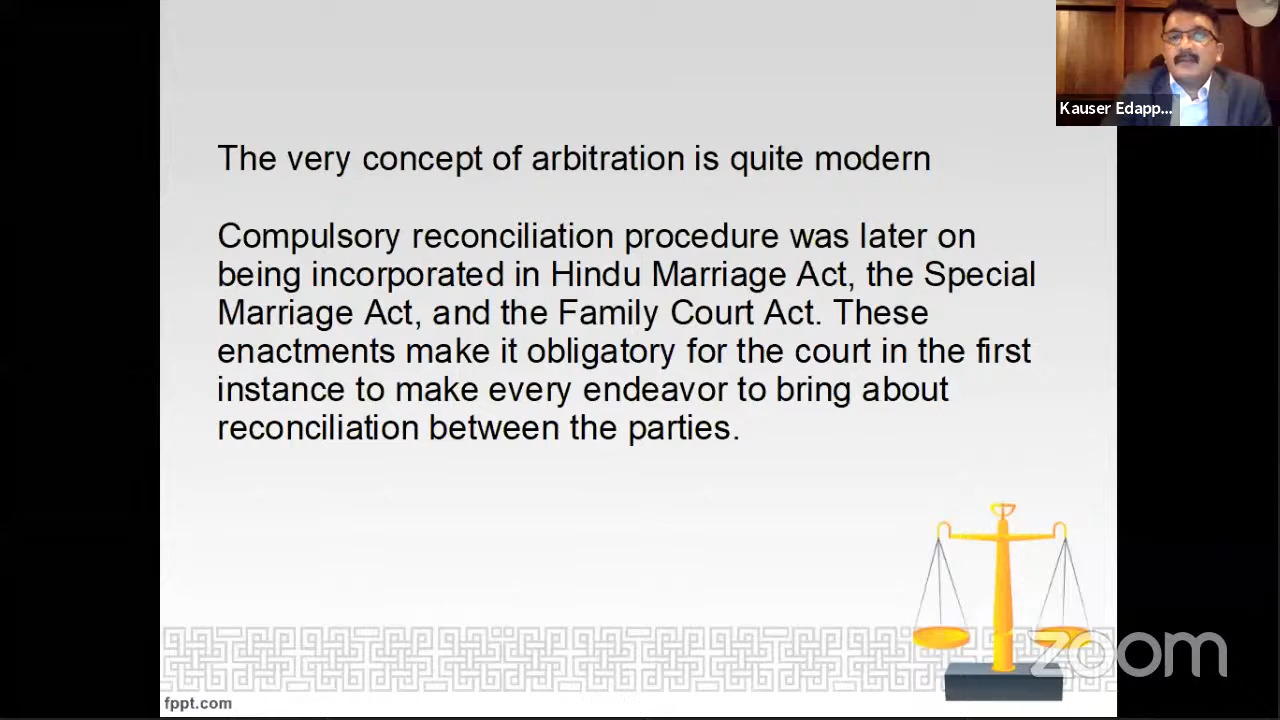 Kauser Edapp...
The very concept of arbitration is quite modern
Compulsory reconciliation procedure was later on
being incorporated in Hindu Marriage Act, the Special
Marriage Act, and the Family Court Act. These
enactments make it obligatory for the court in the first
instance to make every endeavor to bring about
reconciliation between the parties.
zoom
fppt.com